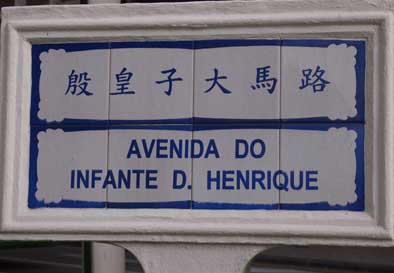 殷皇子大馬路
AVENIDA DO
INFANTE D. HENRIQUE